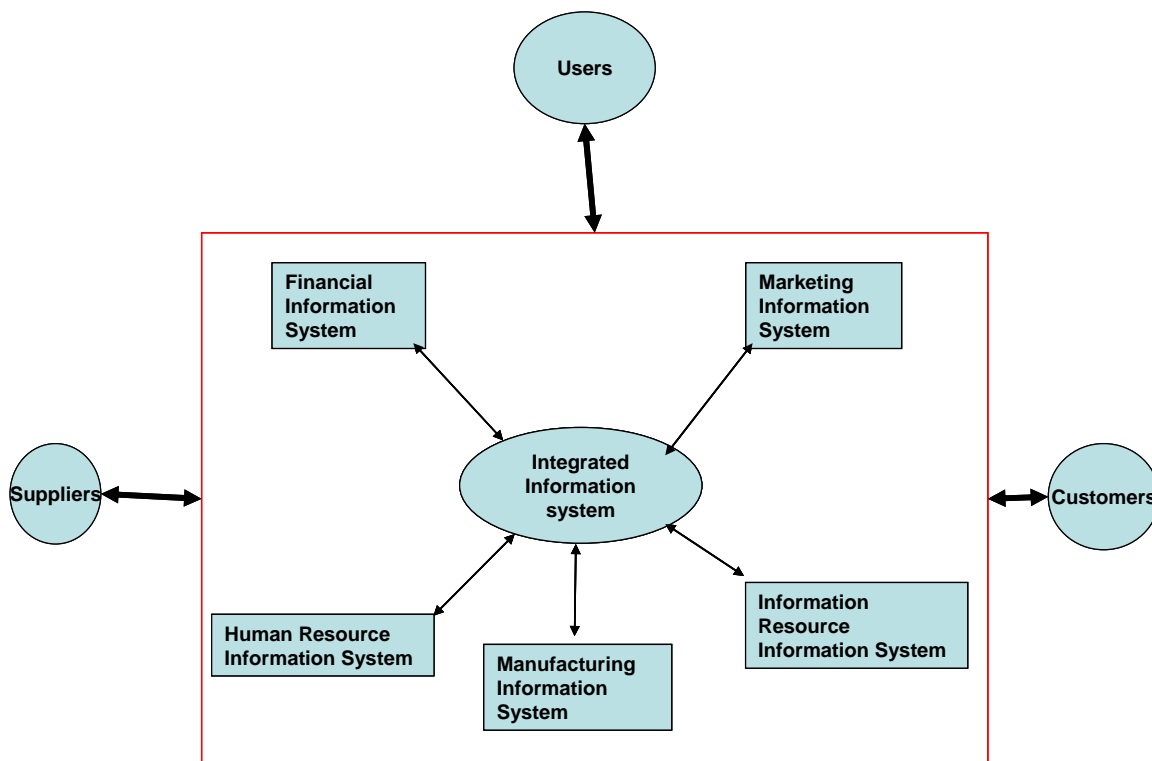 Users
Financial
Information
System
Marketing
Information
System
Suppliers
Integrated
Information
system
Customers
Human Resource
Information System
Manufacturing
Information
System
Information
Resource
Information System